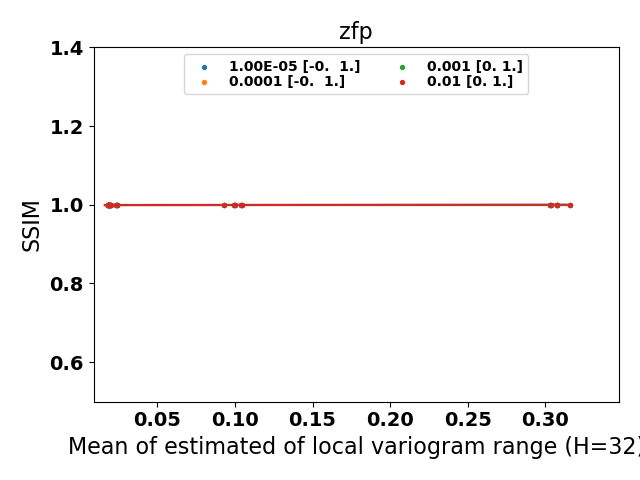 zfp
1.00E-05 [-0.  1.]
0.0001 [-0.  1.]
0.001 [0. 1.]
0.01 [0. 1.]
1.4
1.2
1.0
0.8
0.6
SSIM
0.05 0.10 0.15 0.20 0.25 0.30
Mean of estimated of local variogram range (H=32)